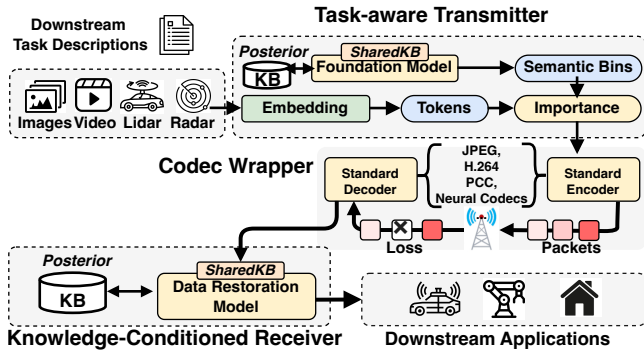 Task-aware Transmitter
Downstream
Task Descriptions
Posterior
SharedKB
KB
Foundation Model
Semantic Bins
Images
Video
Lidar
Radar
Embedding
Tokens
Importance
Codec Wrapper
Standard
Decoder
JPEG,
H.264
PCC,
Neural Codecs
Standard
Encoder
Loss
Packets
Posterior
SharedKB
KB
Data Restoration
Model
Knowledge-Conditioned Receiver
Downstream Applications